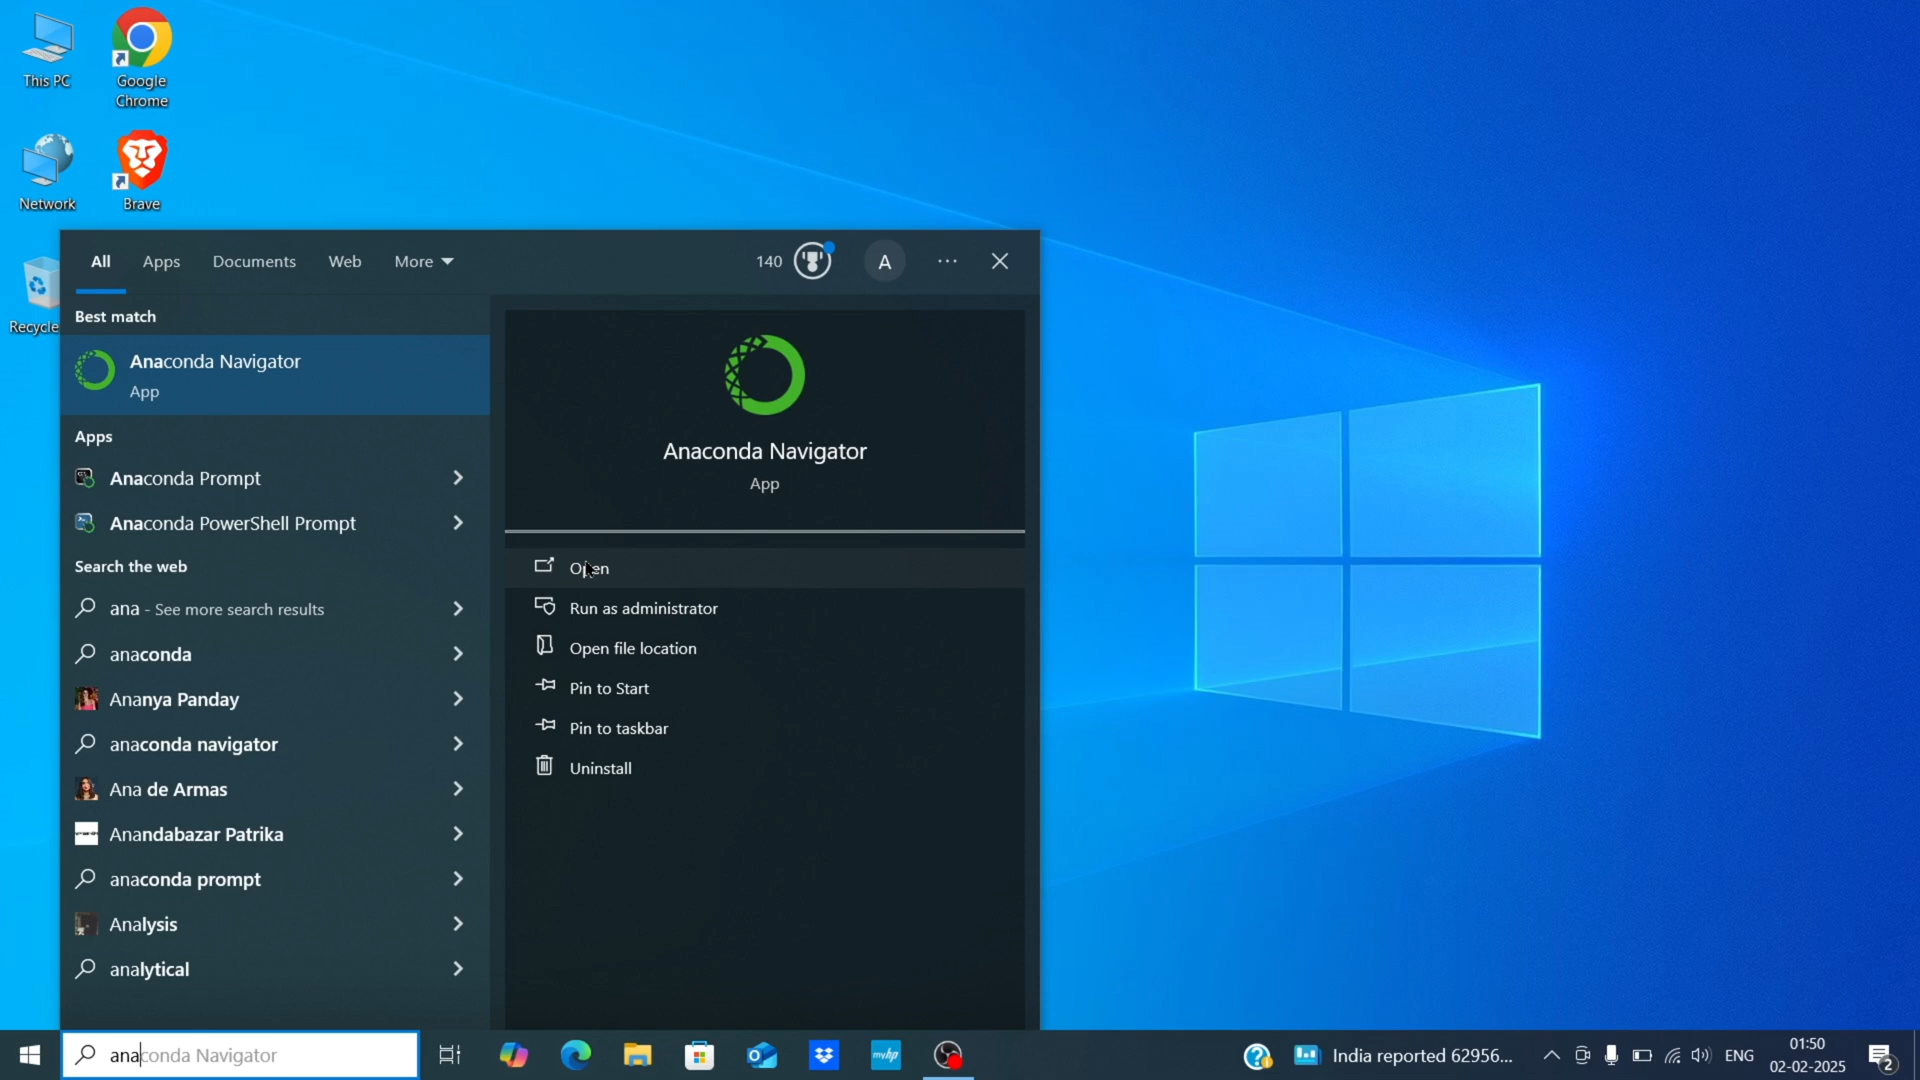 This PC
Google
Chrome
Network
Brave
Recycle
All
Apps
Documents
Web
More
140
A
Best match
Anaconda Navigator
App
Apps
Anaconda Prompt
Anaconda PowerShell Prompt
Search the web
ana - See more search results
anaconda
Ananya Panday
anaconda navigator
Ana de Armas
Anandabazar Patrika
anaconda prompt
Analysis
analytical
Anaconda Navigator
App
Open
Run as administrator
Open file location
Pin to Start
Pin to taskbar
Uninstall
anaconda Navigator
myhp
India reported 62956...
ENG
01:50
02-02-2025
2